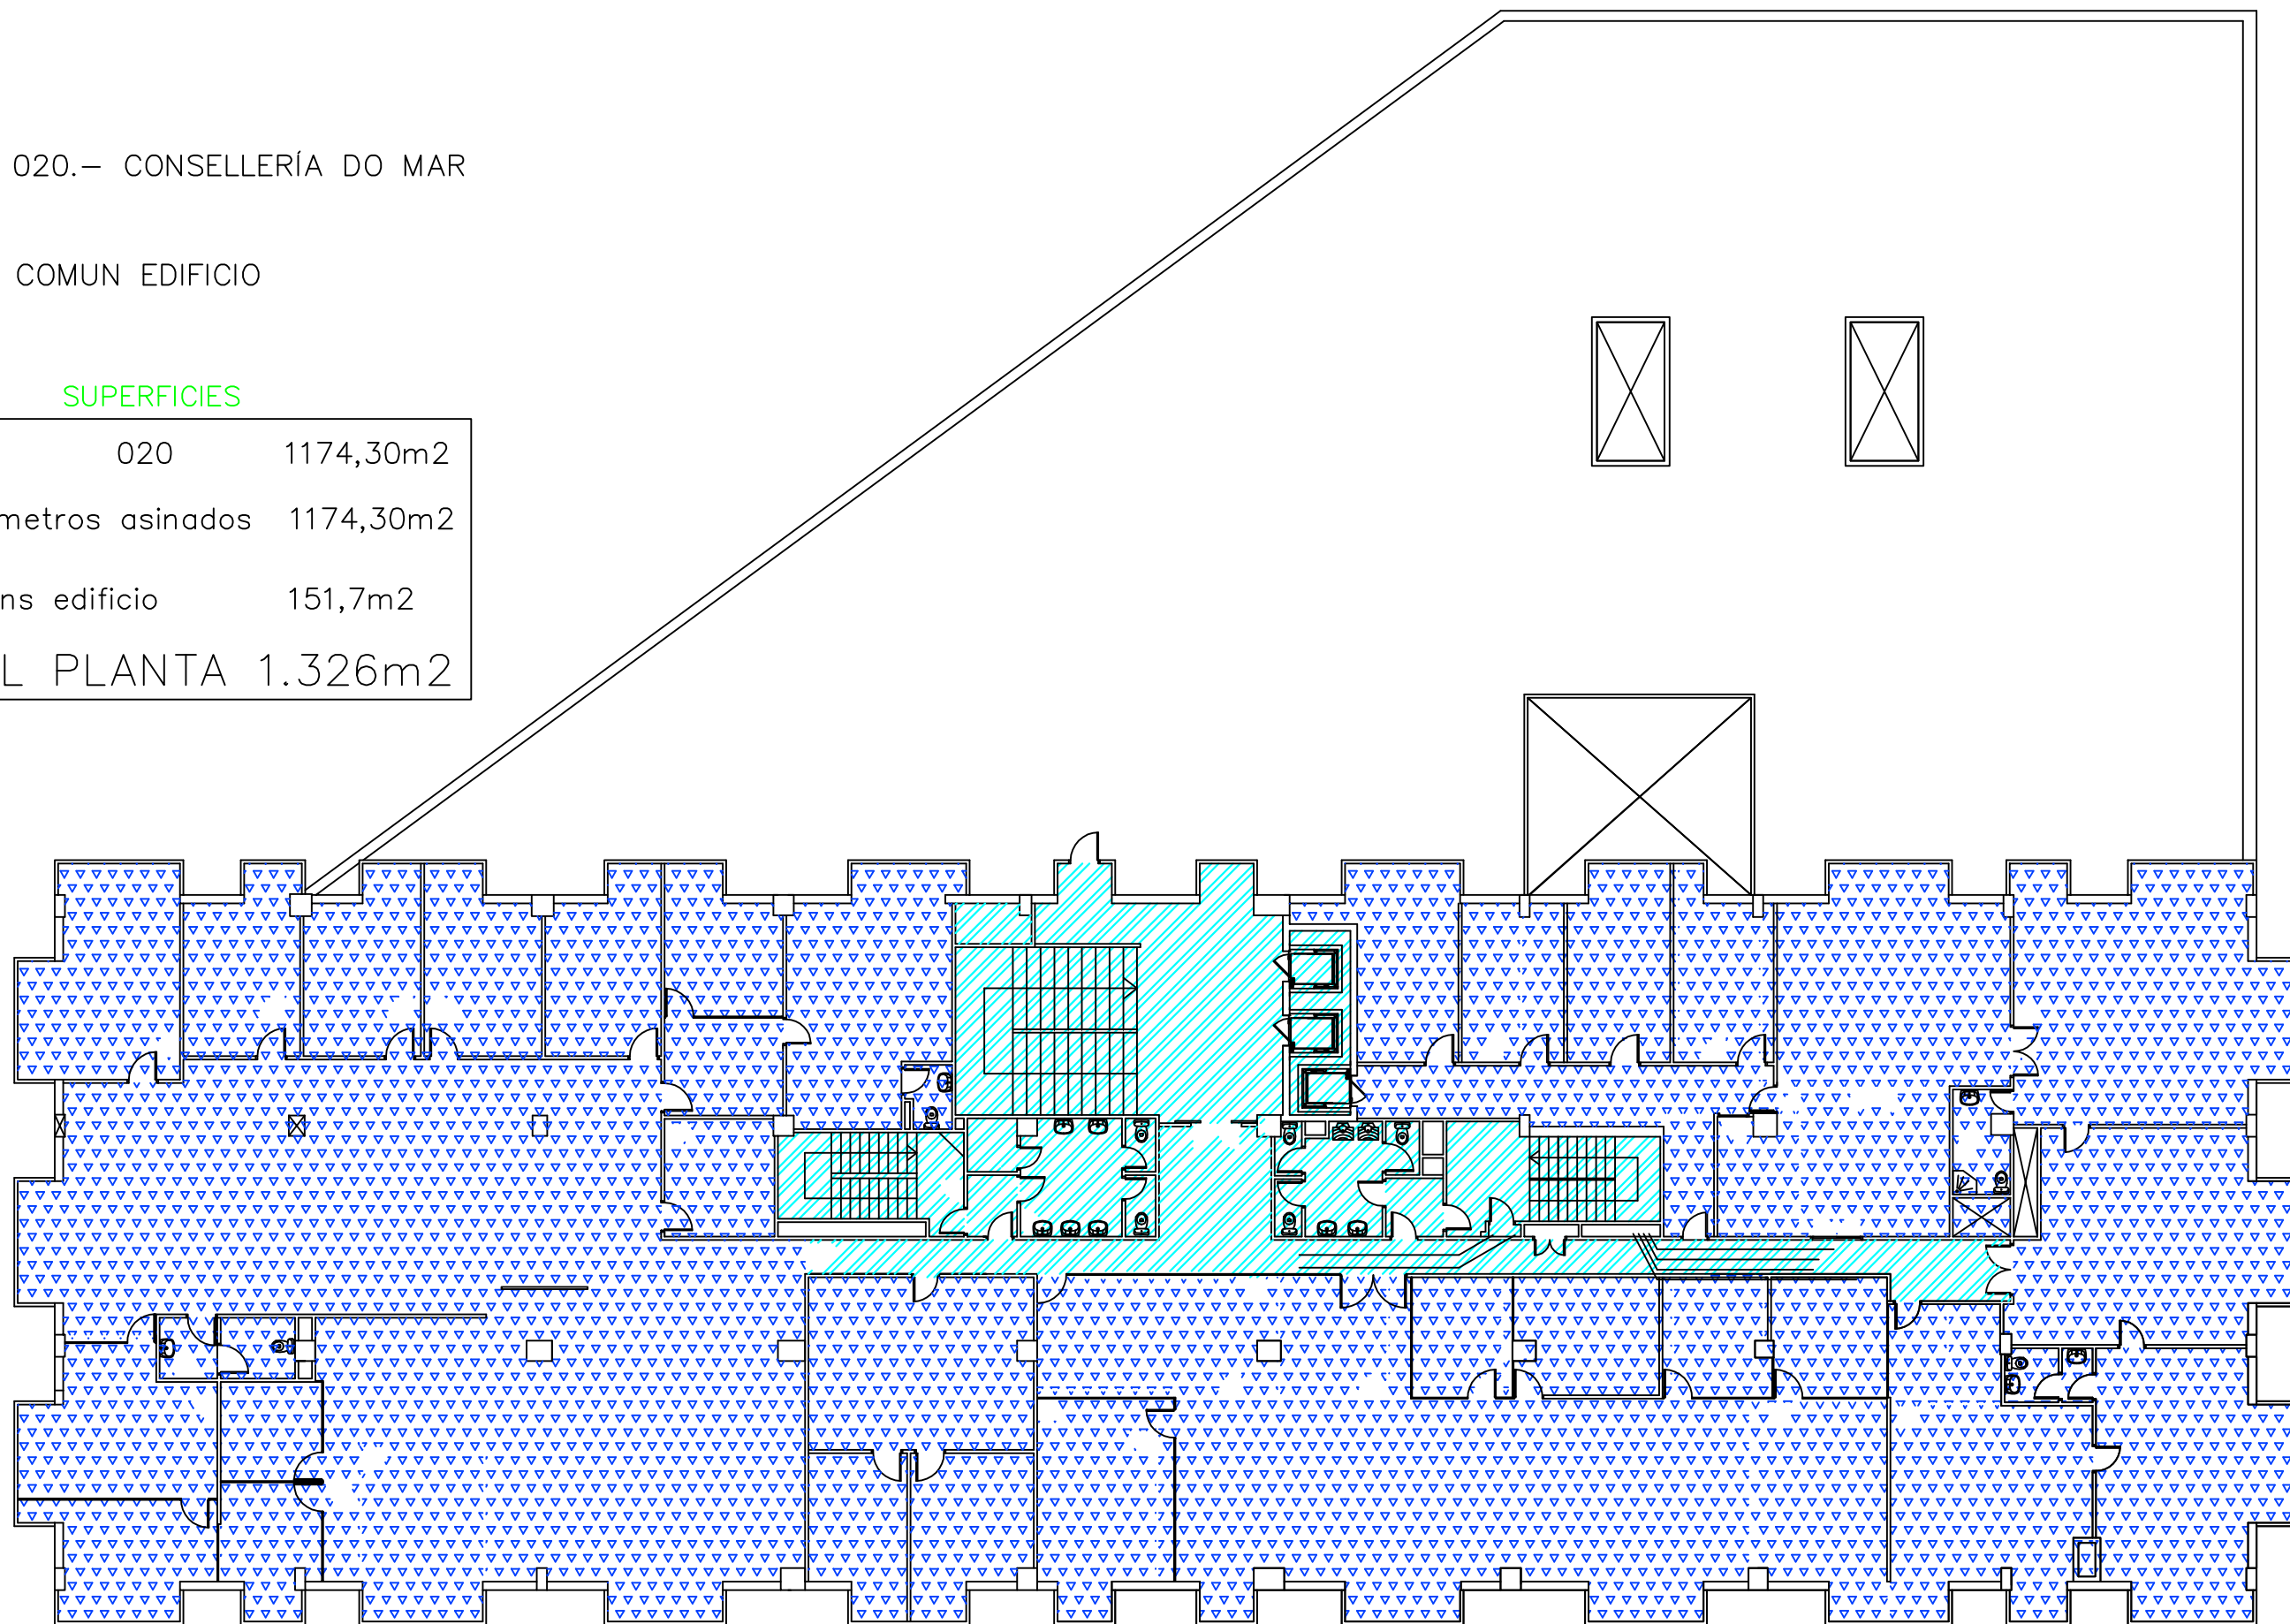 020.– CONSELLERÍA DO MAR
COMUN EDIFICIO
SUPERFICIES
020 1174,30m2
metros asinados 1174,30m2
ns edificio 151,7m2
L PLANTA 1.326m2